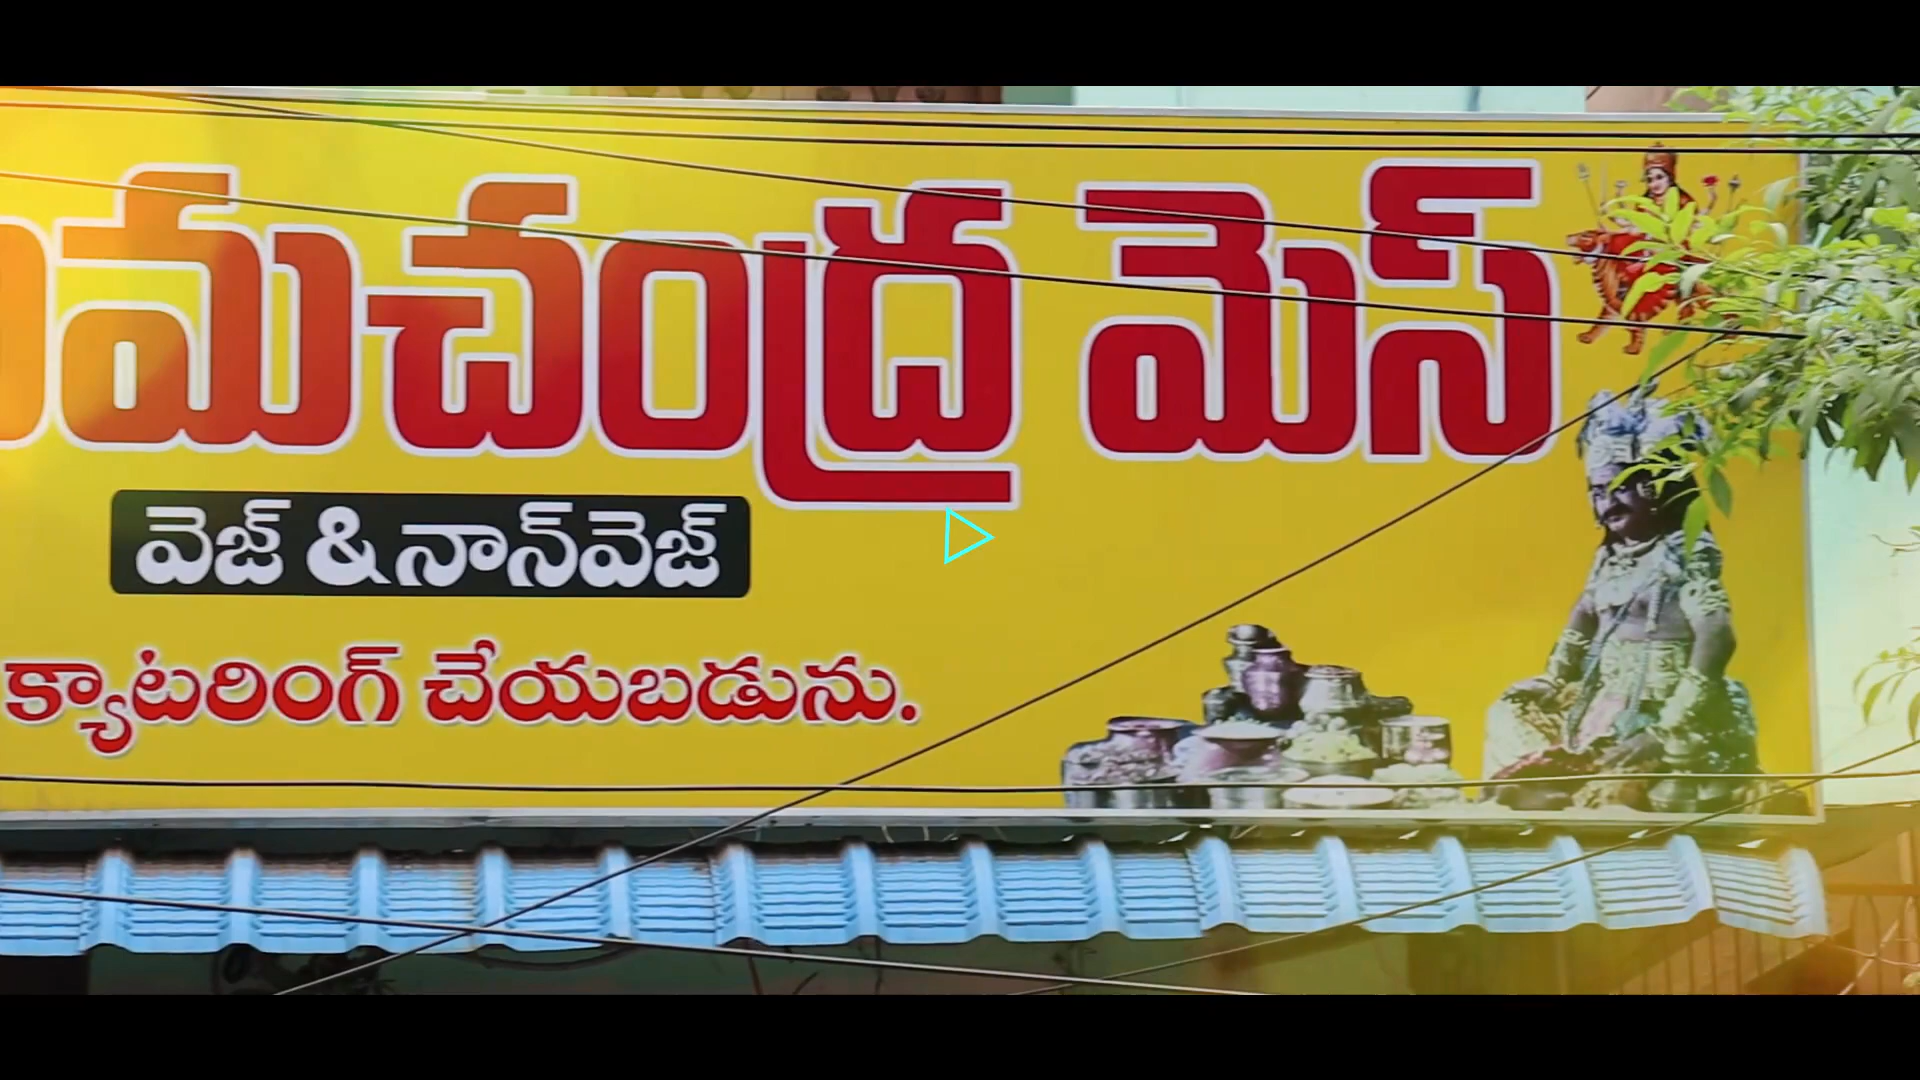 మచంద్ర మెస్
వెజ్ & నాన్‌వెజ్
క్యాటరింగ్ చేయబడును.